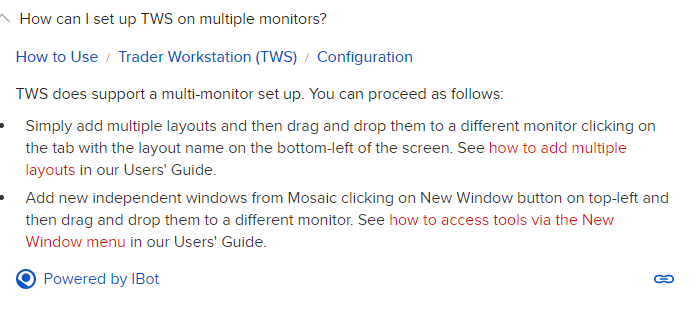 How can I set up TWS on multiple monitors?
How to Use / Trader Workstation (TWS) / Configuration
TWS does support a multi-monitor set up. You can proceed as follows:
• Simply add multiple layouts and then drag and drop them to a different monitor clicking on
the tab with the layout name on the bottom-left of the screen. See how to add multiple
layouts in our Users' Guide.
• Add new independent windows from Mosaic clicking on New Window button on top-left and
then drag and drop them to a different monitor. See how to access tools via the New
Window menu in our Users' Guide.
Powered by IBot